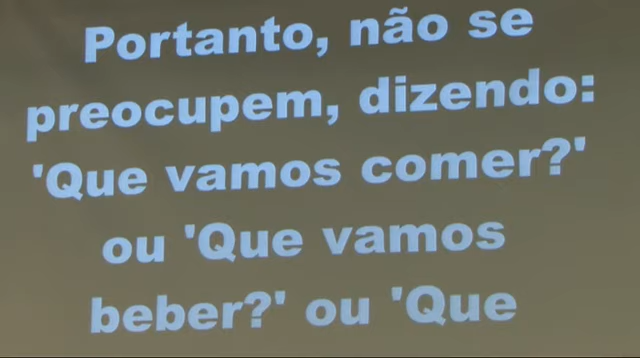 Portanto, não se
preocupem, dizendo:
'Que vamos comer?'
ou 'Que vamos
beber?' ou 'Que